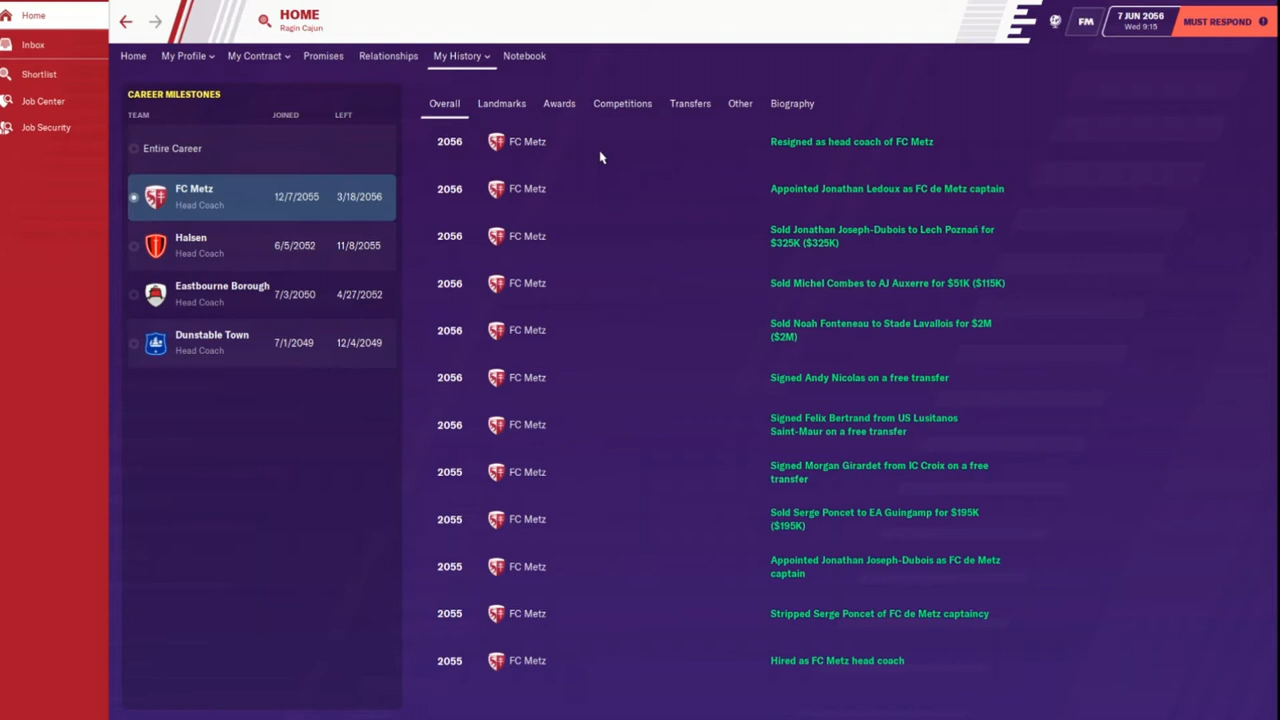 Home
Inbox
Shortlist
Job Center
Job Security
HOME
Ragin Cajun
FM
7 JUN 2056
Wed 9:15
MUST RESPOND
Home My Profile My Contract Promises Relationships My History Notebook
CAREER MILESTONES
TEAM JOINED LEFT
Entire Career
FC Metz
Head Coach
12/7/2055 3/18/2056
Halsen
Head Coach
6/5/2052 11/8/2055
Eastbourne Borough
Head Coach
7/3/2050 4/27/2052
Dunstable Town
Head Coach
7/1/2049 12/4/2049
Overall Landmarks Awards Competitions Transfers Other Biography
2056 FC Metz Resigned as head coach of FC Metz
2056 FC Metz Appointed Jonathan Ledoux as FC de Metz captain
2056 FC Metz Sold Jonathan Joseph-Dubois to Lech Poznań for
$325K ($325K)
2056 FC Metz Sold Michel Combes to AJ Auxerre for $51K ($115K)
2056 FC Metz Sold Noah Fonteneau to Stade Lavallois for $2M
($2M)
2056 FC Metz Signed Andy Nicolas on a free transfer
2056 FC Metz Signed Felix Bertrand from US Lusitanos
Saint-Maur on a free transfer
2055 FC Metz Signed Morgan Girardet from IC Croix on a free
transfer
2055 FC Metz Sold Serge Poncet to EA Guingamp for $195K
($195K)
2055 FC Metz Appointed Jonathan Joseph-Dubois as FC de Metz
captain
2055 FC Metz Stripped Serge Poncet of FC de Metz captaincy
2055 FC Metz Hired as FC Metz head coach